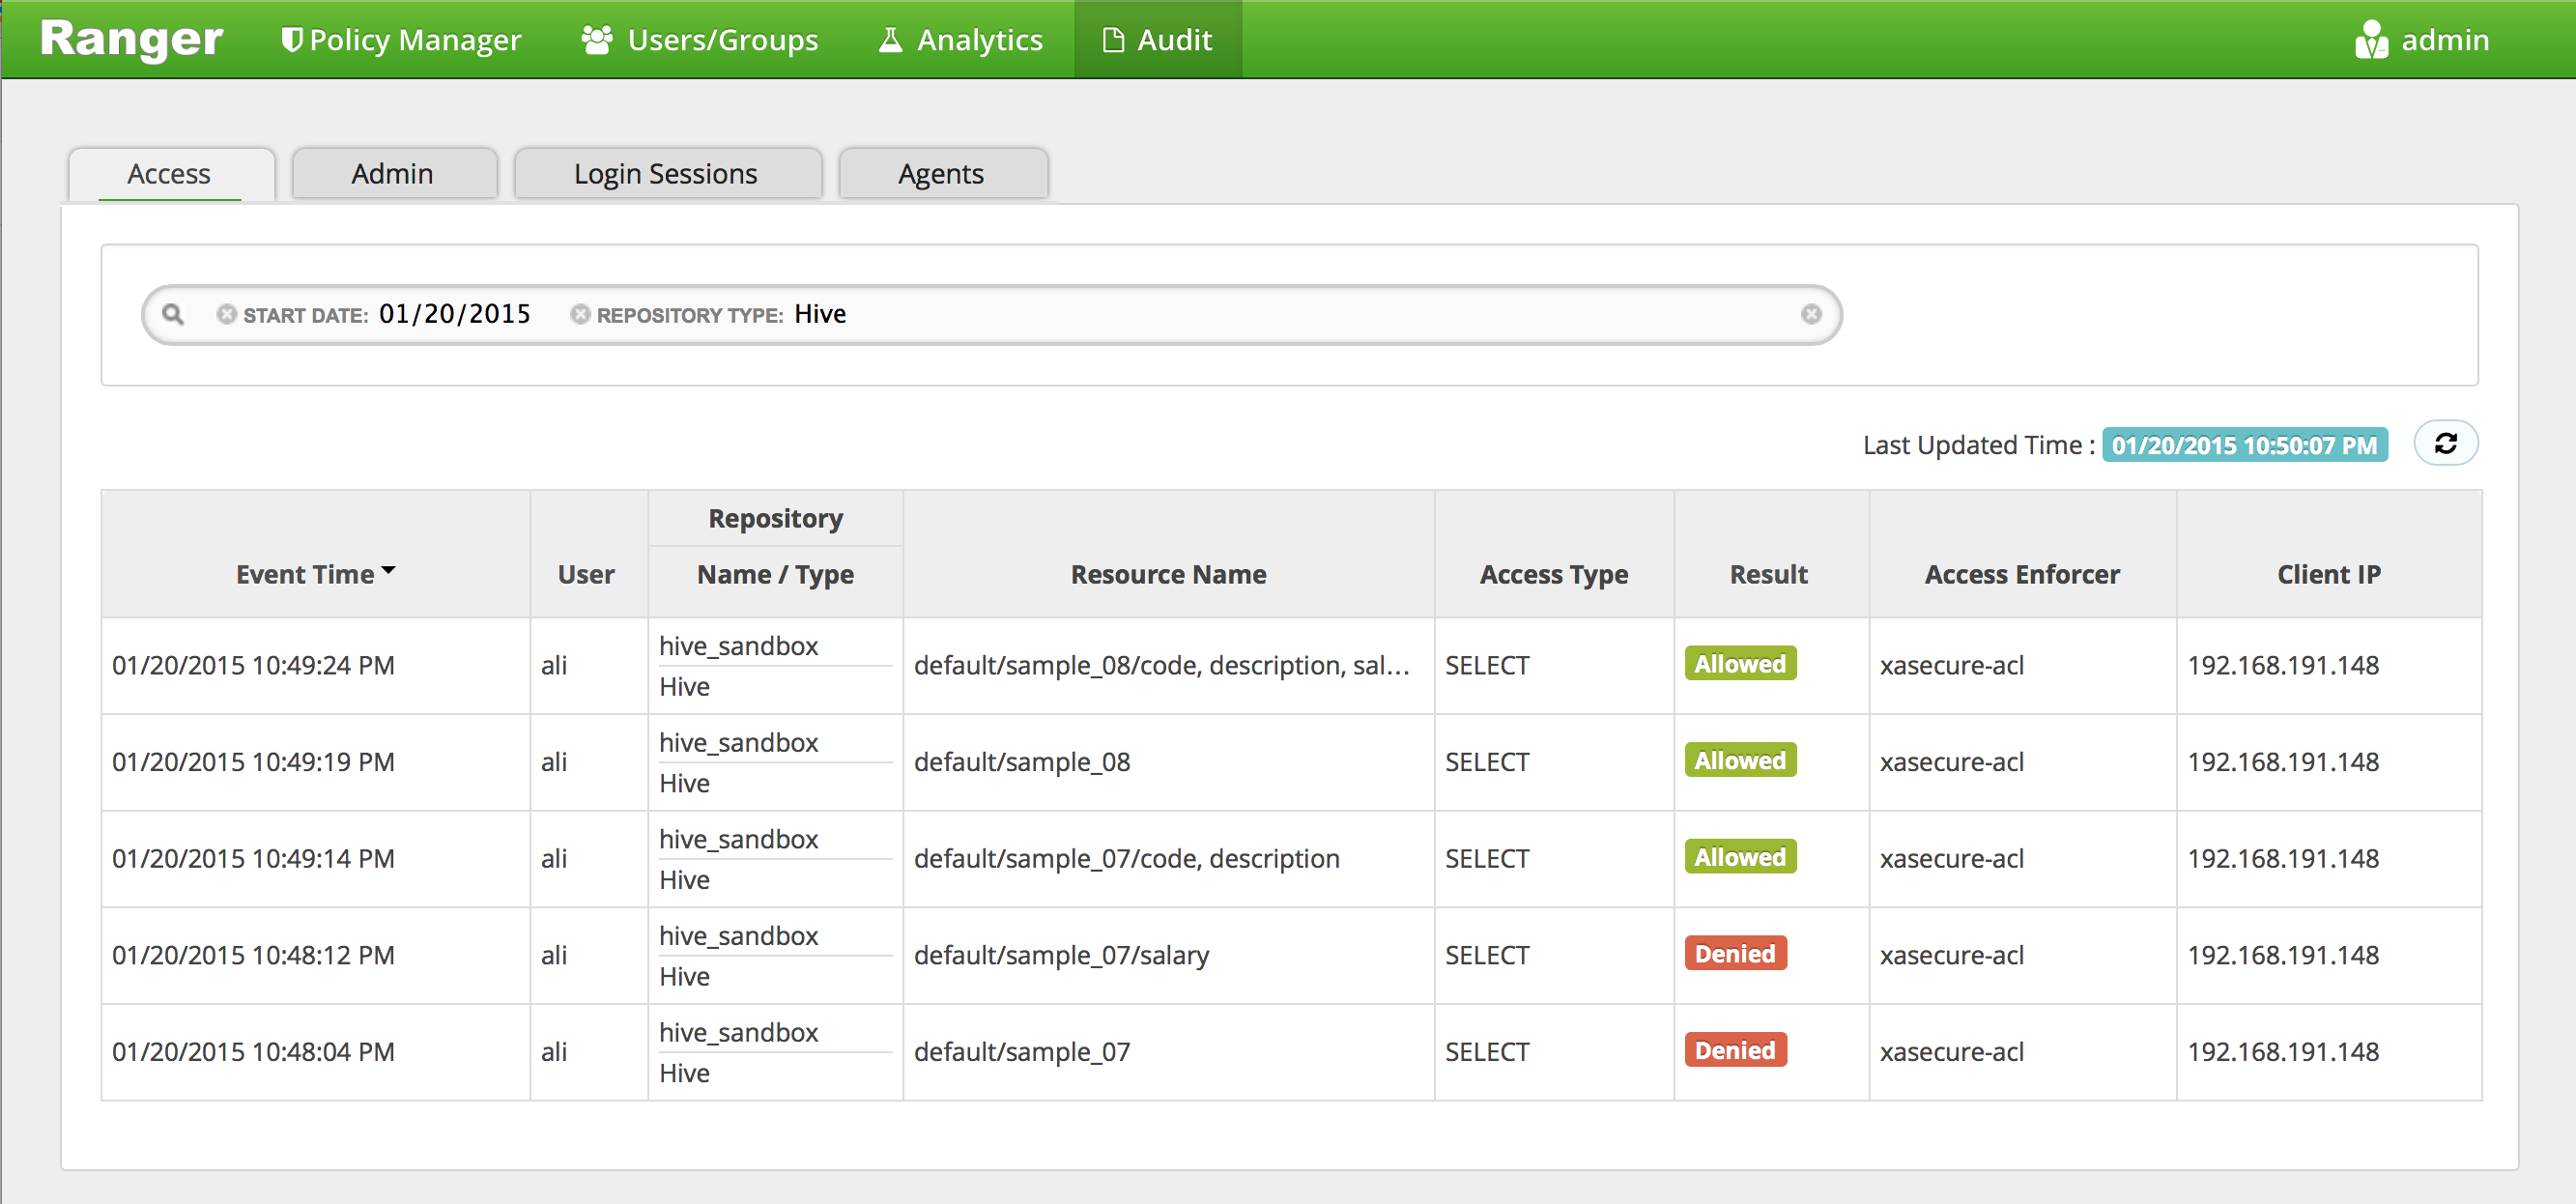 Ranger Policy Manager Users/Groups Analytics Audit admin
Access Admin Login Sessions Agents
START DATE: 01/20/2015 REPOSITORY TYPE: Hive
Last Updated Time : 01/20/2015 10:50:07 PM
Repository
Event Time User Name / Type Resource Name Access Type Result Access Enforcer Client IP
hive_sandbox
01/20/2015 10:49:24 PM ali default/sample_08/code, description, sal... SELECT Allowed xasecure-acl 192.168.191.148
Hive
hive_sandbox
01/20/2015 10:49:19 PM ali default/sample_08 SELECT Allowed xasecure-acl 192.168.191.148
Hive
hive_sandbox
01/20/2015 10:49:14 PM ali default/sample_07/code, description SELECT Allowed xasecure-acl 192.168.191.148
Hive
hive_sandbox
01/20/2015 10:48:12 PM ali default/sample_07/salary SELECT Denied xasecure-acl 192.168.191.148
Hive
hive_sandbox
01/20/2015 10:48:04 PM ali default/sample_07 SELECT Denied xasecure-acl 192.168.191.148
Hive